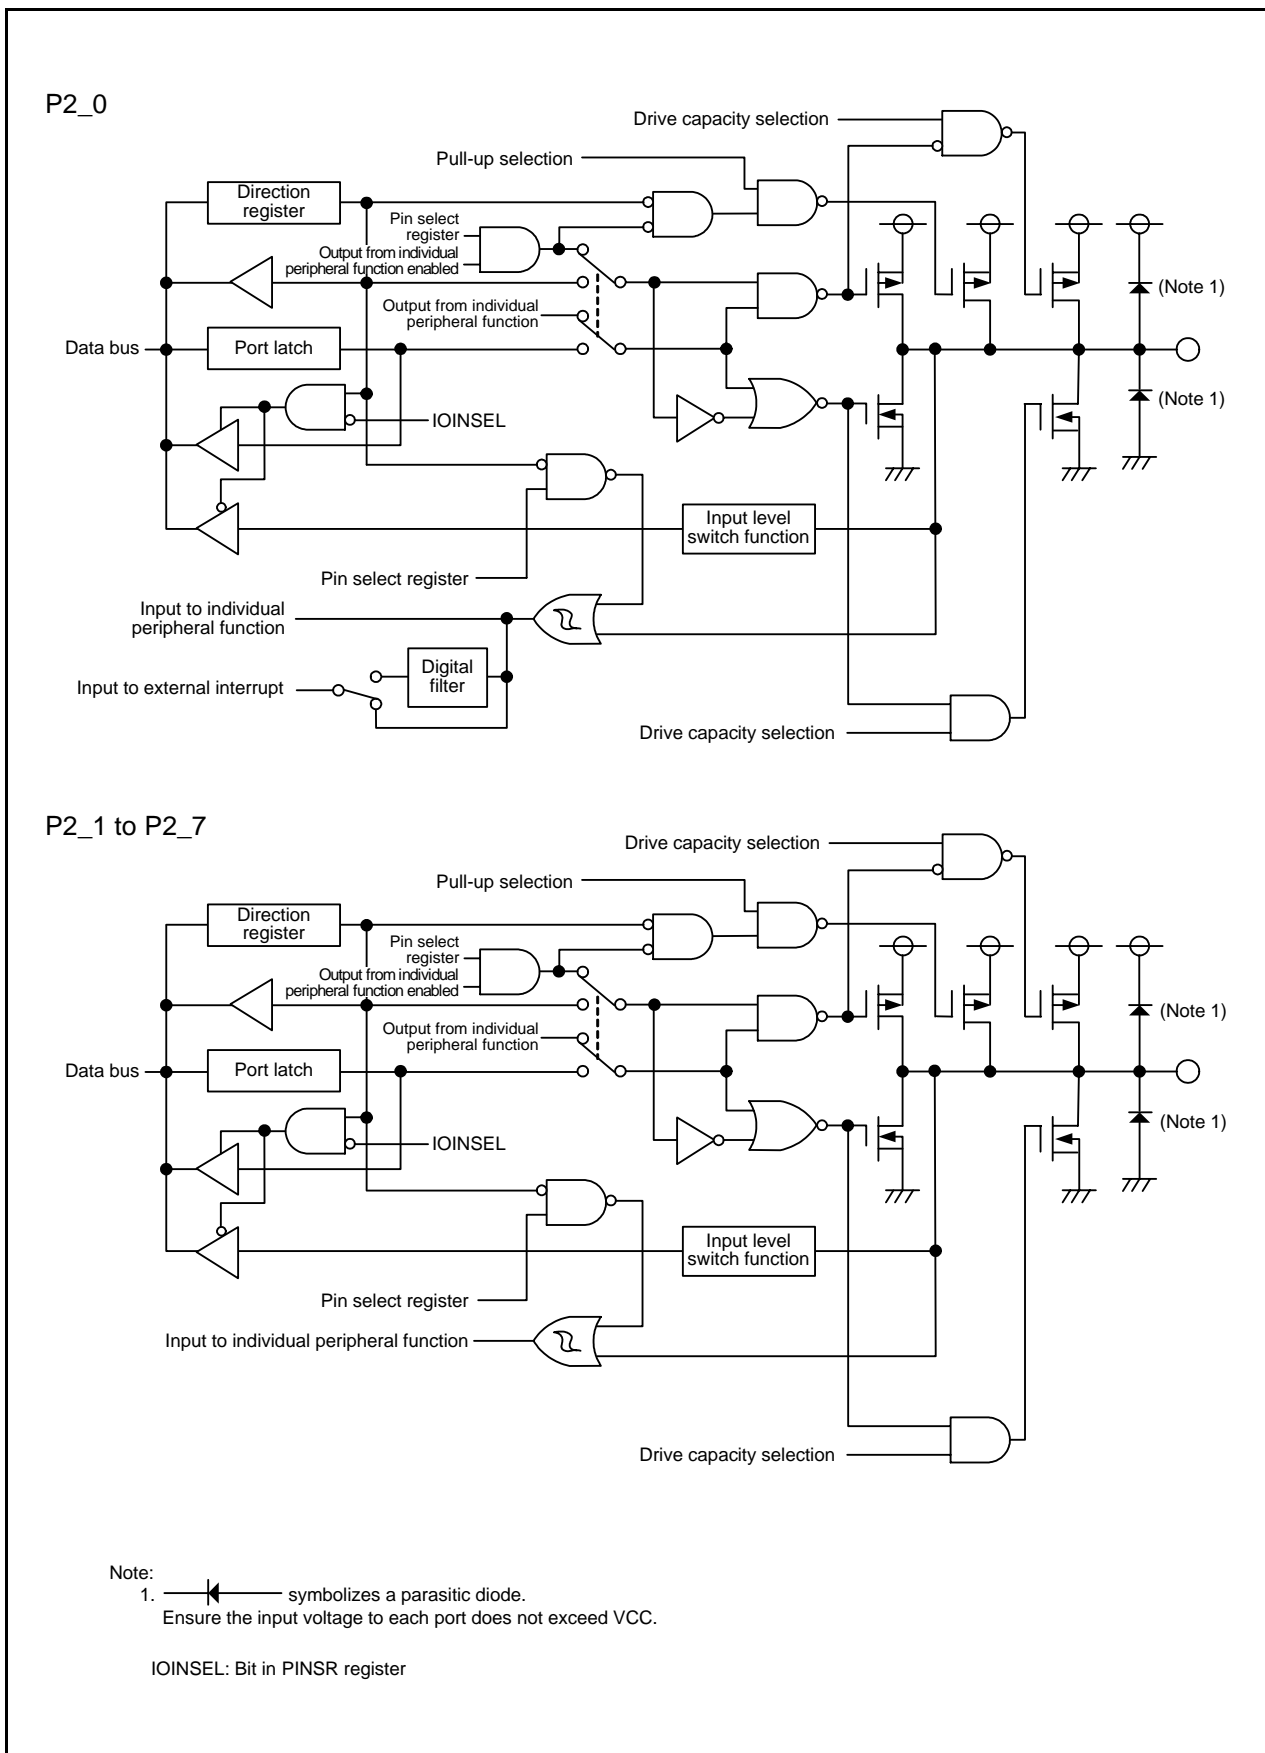 P2_0
Drive capacity selection
Pull-up selection
Direction
register
Pin select
register
Output from individual
peripheral function enabled
(Note 1)
Output from individual
peripheral function
Data bus
Port latch
(Note 1)
IOINSEL
Input level
switch function
Pin select register
Input to individual
peripheral function
Digital
filter
Input to external interrupt
Drive capacity selection
P2_1 to P2_7
Drive capacity selection
Pull-up selection
Direction
register
Pin select
register
Output from individual
peripheral function enabled
(Note 1)
Output from individual
peripheral function
Data bus
Port latch
(Note 1)
IOINSEL
Input level
switch function
Pin select register
Input to individual peripheral function
Drive capacity selection
Note:
1. symbolizes a parasitic diode.
Ensure the input voltage to each port does not exceed VCC.
IOINSEL: Bit in PINSR register